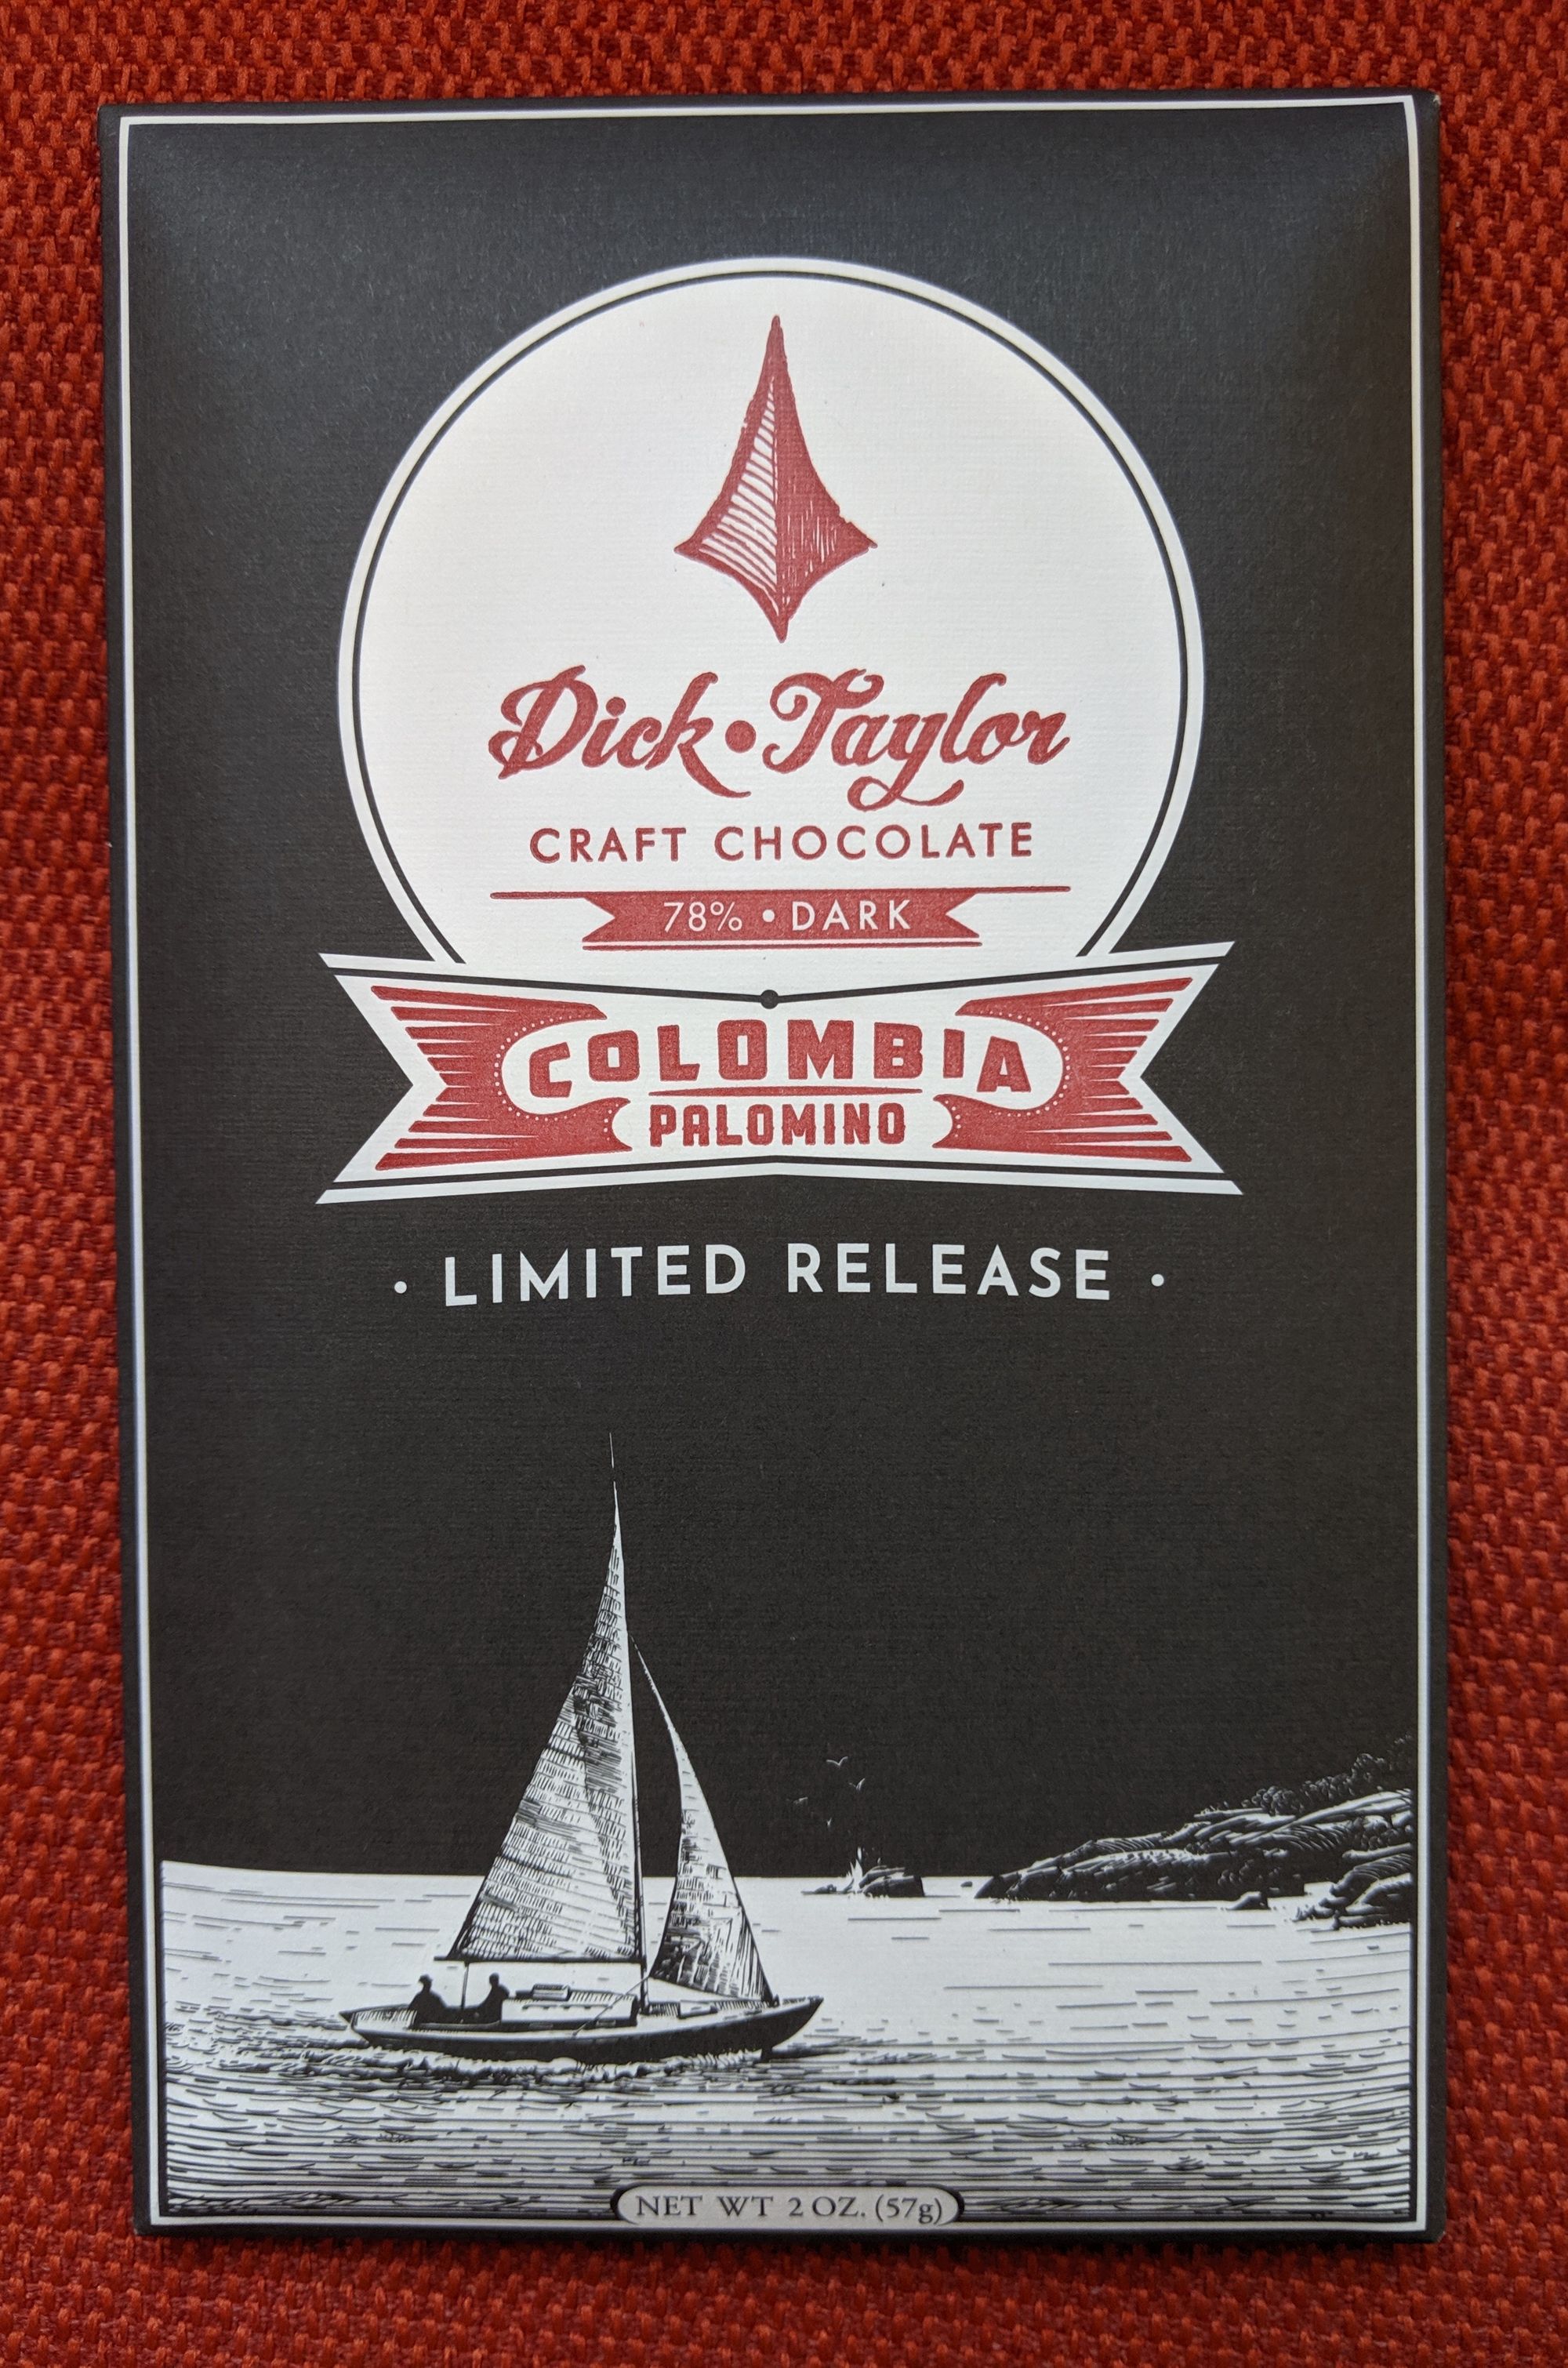 Dick • Taylor
CRAFT CHOCOLATE
78% • DARK
COLOMBIA
PALOMINO
• LIMITED RELEASE •
NET WT 2 OZ. (57g)